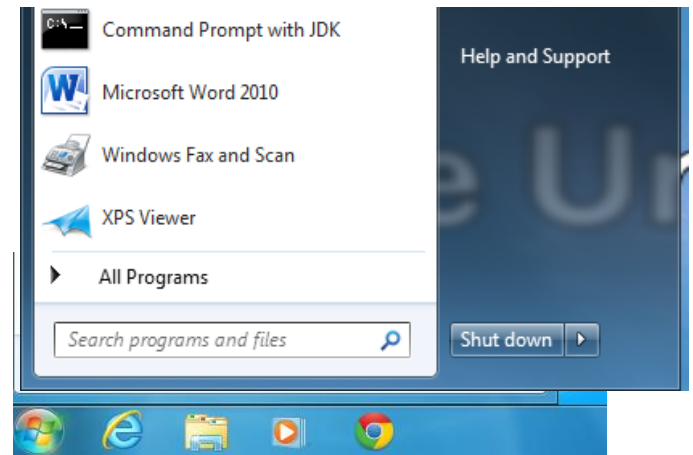 C:\_
Command Prompt with JDK
W
Microsoft Word 2010
Windows Fax and Scan
XPS Viewer
All Programs
Search programs and files
Help and Support
e Un
Shut down